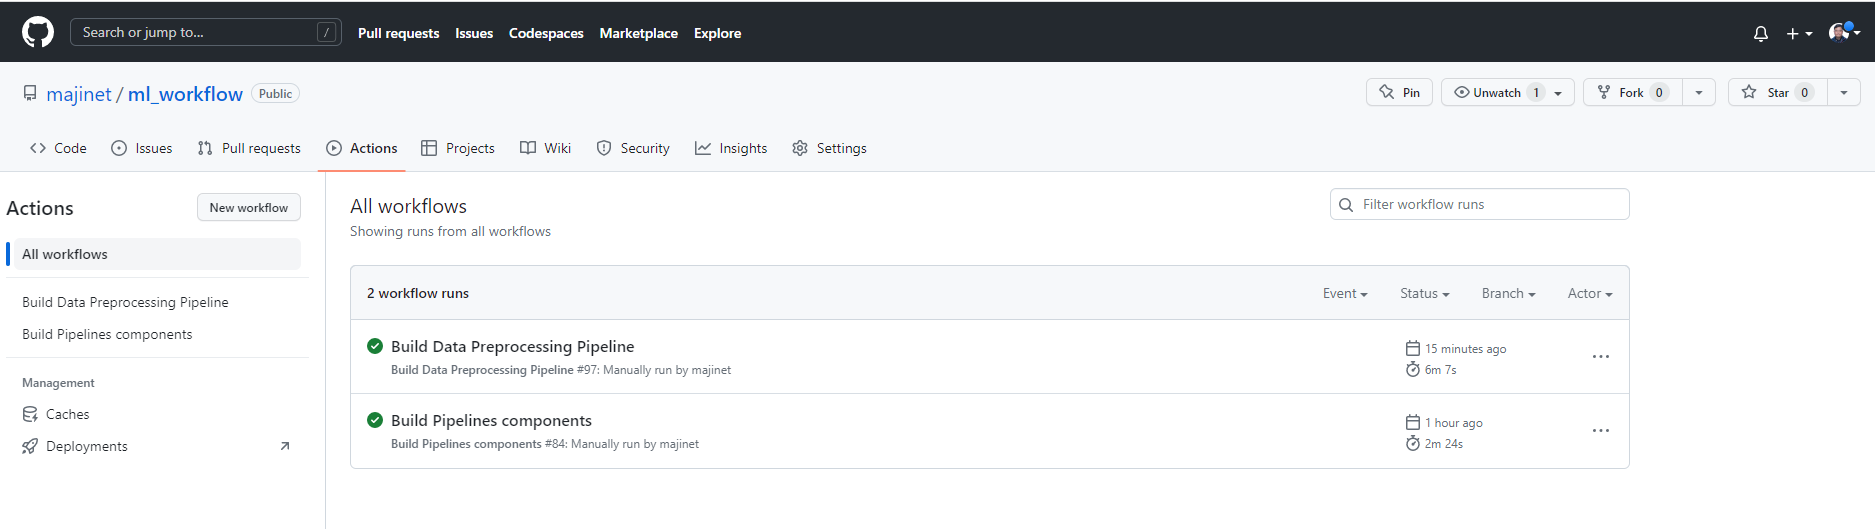 Search or jump to... / Pull requests Issues Codespaces Marketplace Explore
majinet / ml_workflow Public Pin Unwatch 1 Fork 0 Star 0
Code Issues Pull requests Actions Projects Wiki Security Insights Settings
Actions New workflow
All workflows
Build Data Preprocessing Pipeline
Build Pipelines components
Management
Caches
Deployments
All workflows
Showing runs from all workflows
Filter workflow runs
2 workflow runs Event Status Branch Actor
Build Data Preprocessing Pipeline 15 minutes ago
Build Data Preprocessing Pipeline #97: Manually run by majinet 6m 7s
Build Pipelines components 1 hour ago
Build Pipelines components #84: Manually run by majinet 2m 24s